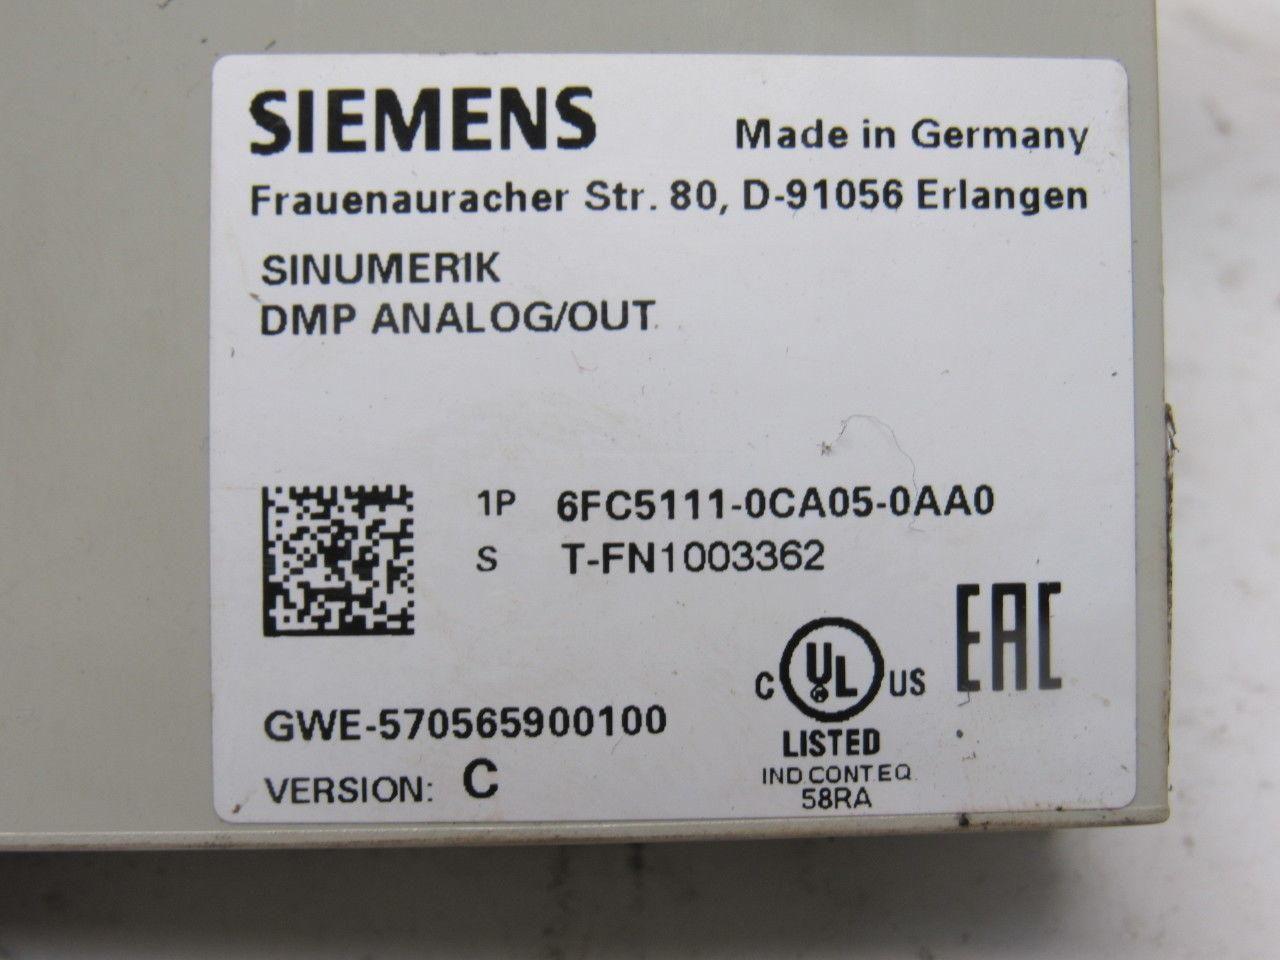 SIEMENS
Made in Germany
Frauenauracher Str. 80, D-91056 Erlangen
SINUMERIK
DMP ANALOG/OUT
1P 6FC5111-0CA05-0AA0
S T-FN1003362
EAC
C UL US
LISTED
IND.CONT.EQ.
58RA
GWE-570565900100
VERSION: C